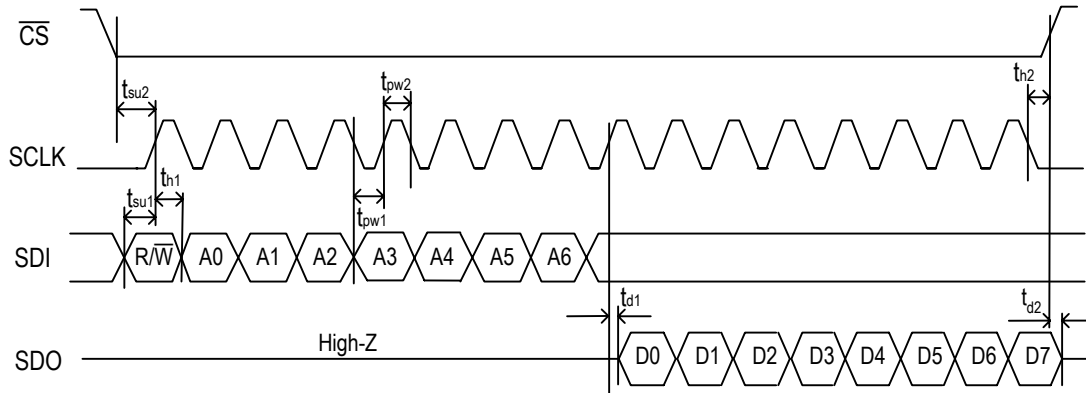 CS
tsu2
tpw2
th2
SCLK
tsu1
th1
tpw1
SDI
R/W A0 A1 A2 A3 A4 A5 A6
td1
td2
SDO
High-Z
D0 D1 D2 D3 D4 D5 D6 D7